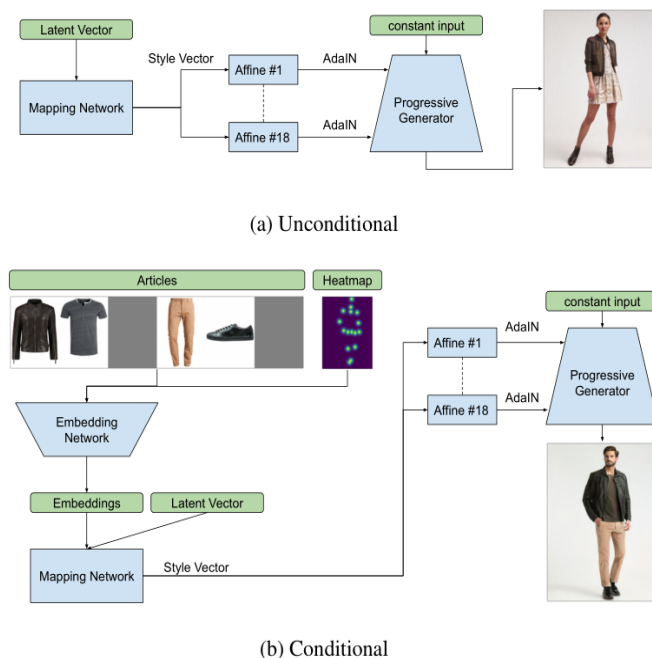 Latent Vector
constant input
Style Vector
Affine #1
AdaIN
Mapping Network
Progressive
Generator
Affine #18
AdaIN
(a) Unconditional
Articles
Heatmap
constant input
AdaIN
Affine #1
Progressive
Generator
AdaIN
Affine #18
Embedding
Network
Embeddings
Latent Vector
Mapping Network
Style Vector
(b) Conditional